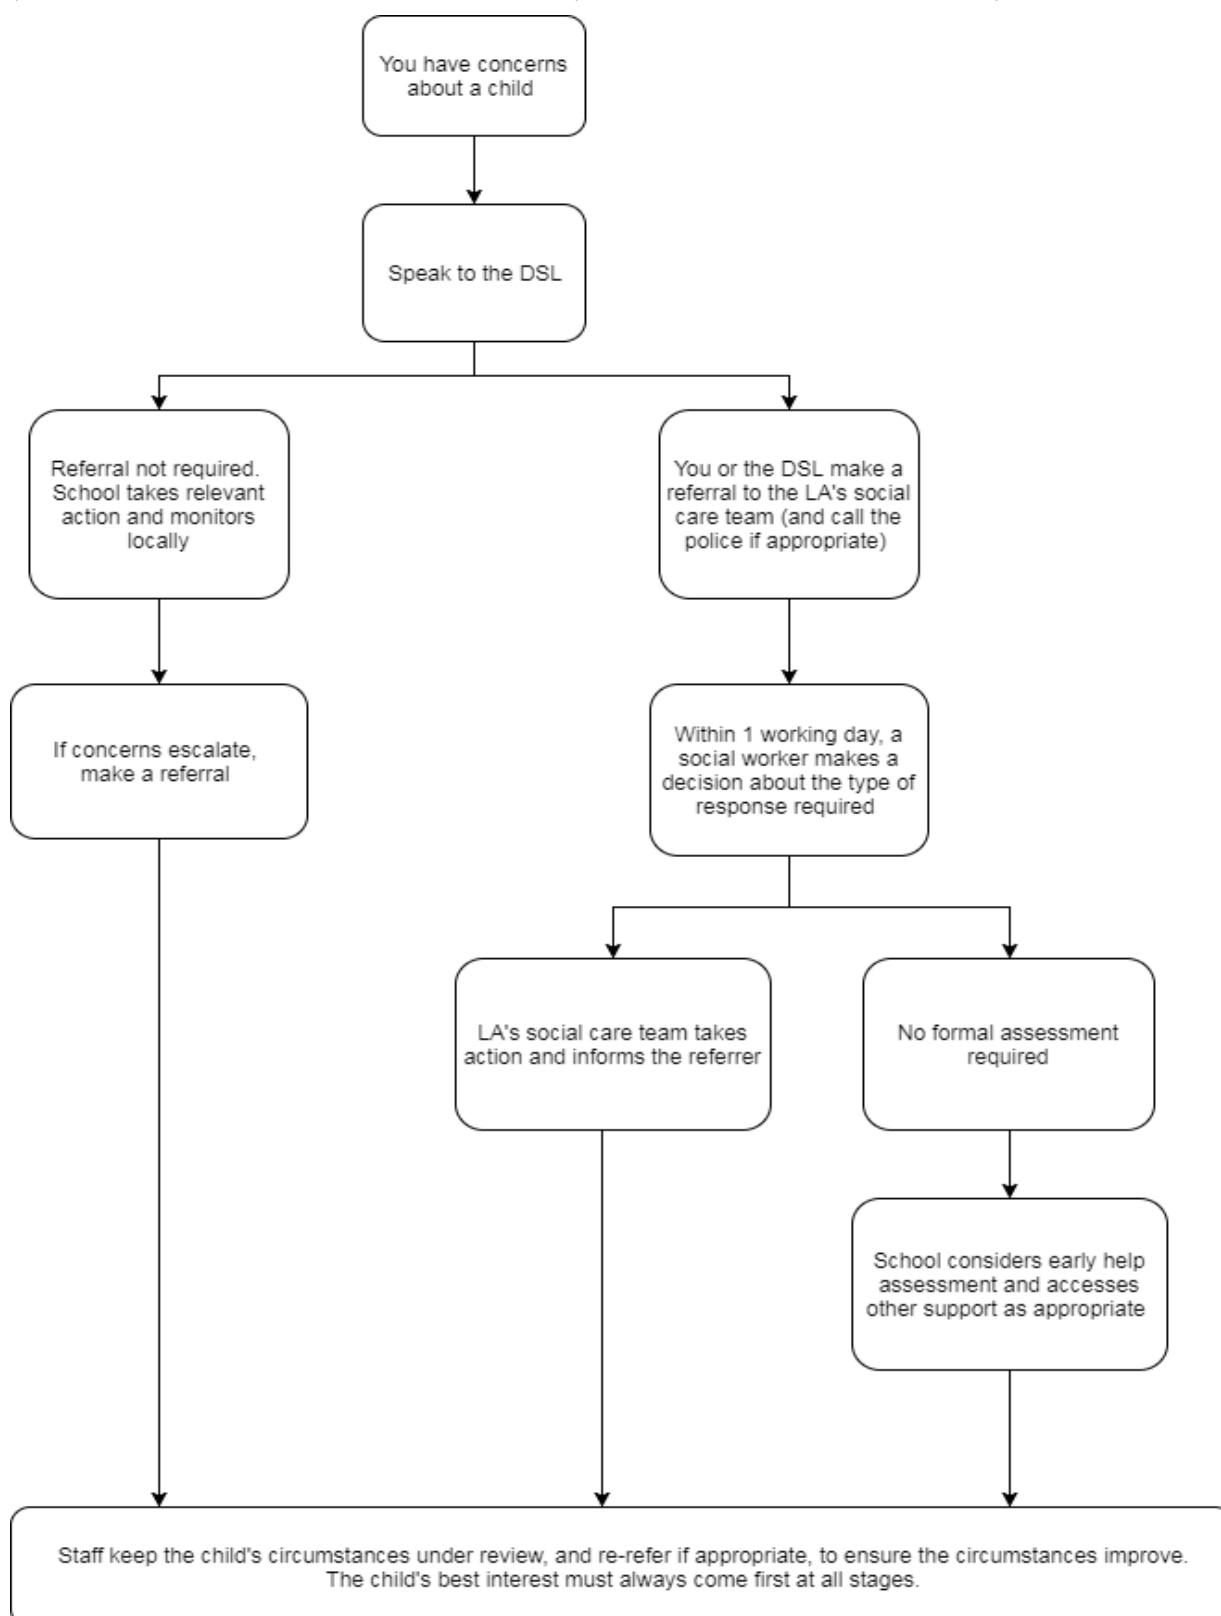 You have concerns
about a child
Speak to the DSL
Referral not required.
School takes relevant
action and monitors
locally
You or the DSL make a
referral to the LA's social
care team (and call the
police if appropriate)
If concerns escalate,
make a referral
Within 1 working day, a
social worker makes a
decision about the type of
response required
LA's social care team takes
action and informs the referrer
No formal assessment
required
School considers early help
assessment and accesses
other support as appropriate
Staff keep the child's circumstances under review, and re-refer if appropriate, to ensure the circumstances improve.
The child's best interest must always come first at all stages.